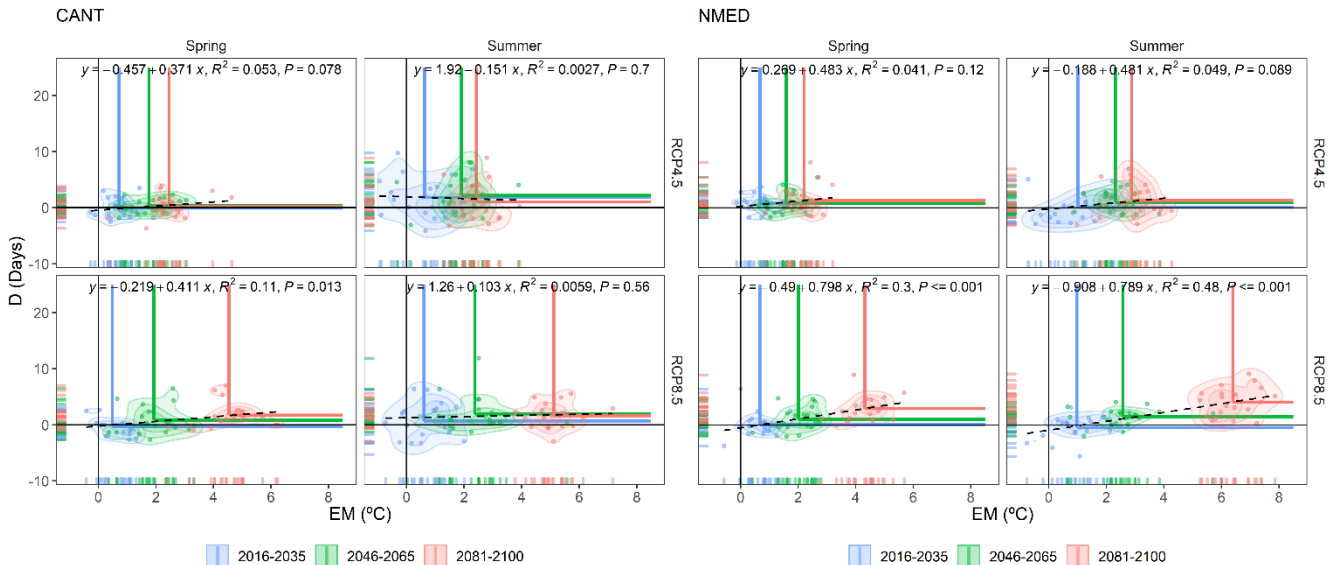 CANT
NMED
Spring
Summer
Spring
Summer
y = −0.457 + 0.371 x, R² = 0.053, P = 0.078
y = 1.92 − 0.151 x, R² = 0.0027, P = 0.7
y = 0.269 + 0.483 x, R² = 0.041, P = 0.12
y = −0.188 + 0.481 x, R² = 0.049, P = 0.089
20
10
0
-10
RCP4.5
RCP4.5
y = −0.219 + 0.411 x, R² = 0.11, P = 0.013
y = 1.26 + 0.103 x, R² = 0.0059, P = 0.56
y = −0.49 + 0.798 x, R² = 0.3, P <= 0.001
y = −0.908 + 0.789 x, R² = 0.48, P <= 0.001
20
10
0
-10
RCP8.5
RCP8.5
D (Days)
0 2 4 6 8
0 2 4 6 8
0 2 4 6 8
0 2 4 6 8
EM (ºC)
EM (ºC)
2016-2035 2046-2065 2081-2100
2016-2035 2046-2065 2081-2100